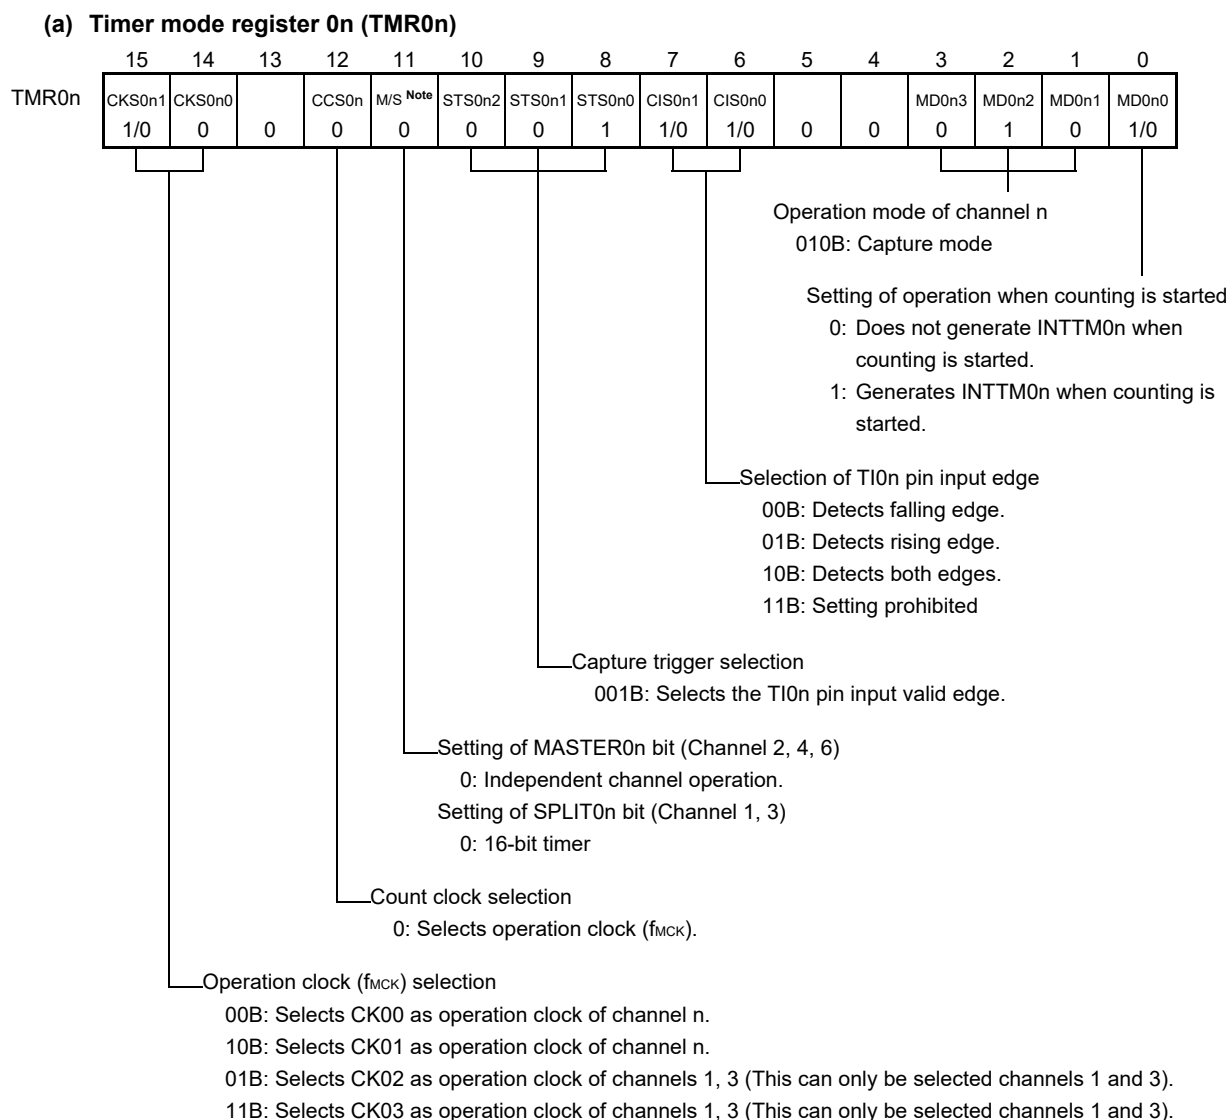 (a) Timer mode register 0n (TMR0n)
15 14 13 12 11 10 9 8 7 6 5 4 3 2 1 0
TMR0n CKS0n1 CKS0n0 CCS0n M/S Note STS0n2 STS0n1 STS0n0 CIS0n1 CIS0n0 MD0n3 MD0n2 MD0n1 MD0n0
1/0 0 0 0 0 0 0 1 1/0 1/0 0 0 0 1 0 1/0
Operation mode of channel n
010B: Capture mode
Setting of operation when counting is started
0: Does not generate INTTM0n when
counting is started.
1: Generates INTTM0n when counting is
started.
Selection of TI0n pin input edge
00B: Detects falling edge.
01B: Detects rising edge.
10B: Detects both edges.
11B: Setting prohibited
Capture trigger selection
001B: Selects the TI0n pin input valid edge.
Setting of MASTER0n bit (Channel 2, 4, 6)
0: Independent channel operation.
Setting of SPLIT0n bit (Channel 1, 3)
0: 16-bit timer
Count clock selection
0: Selects operation clock (fMCK).
Operation clock (fMCK) selection
00B: Selects CK00 as operation clock of channel n.
10B: Selects CK01 as operation clock of channel n.
01B: Selects CK02 as operation clock of channels 1, 3 (This can only be selected channels 1 and 3).
11B: Selects CK03 as operation clock of channels 1, 3 (This can only be selected channels 1 and 3).